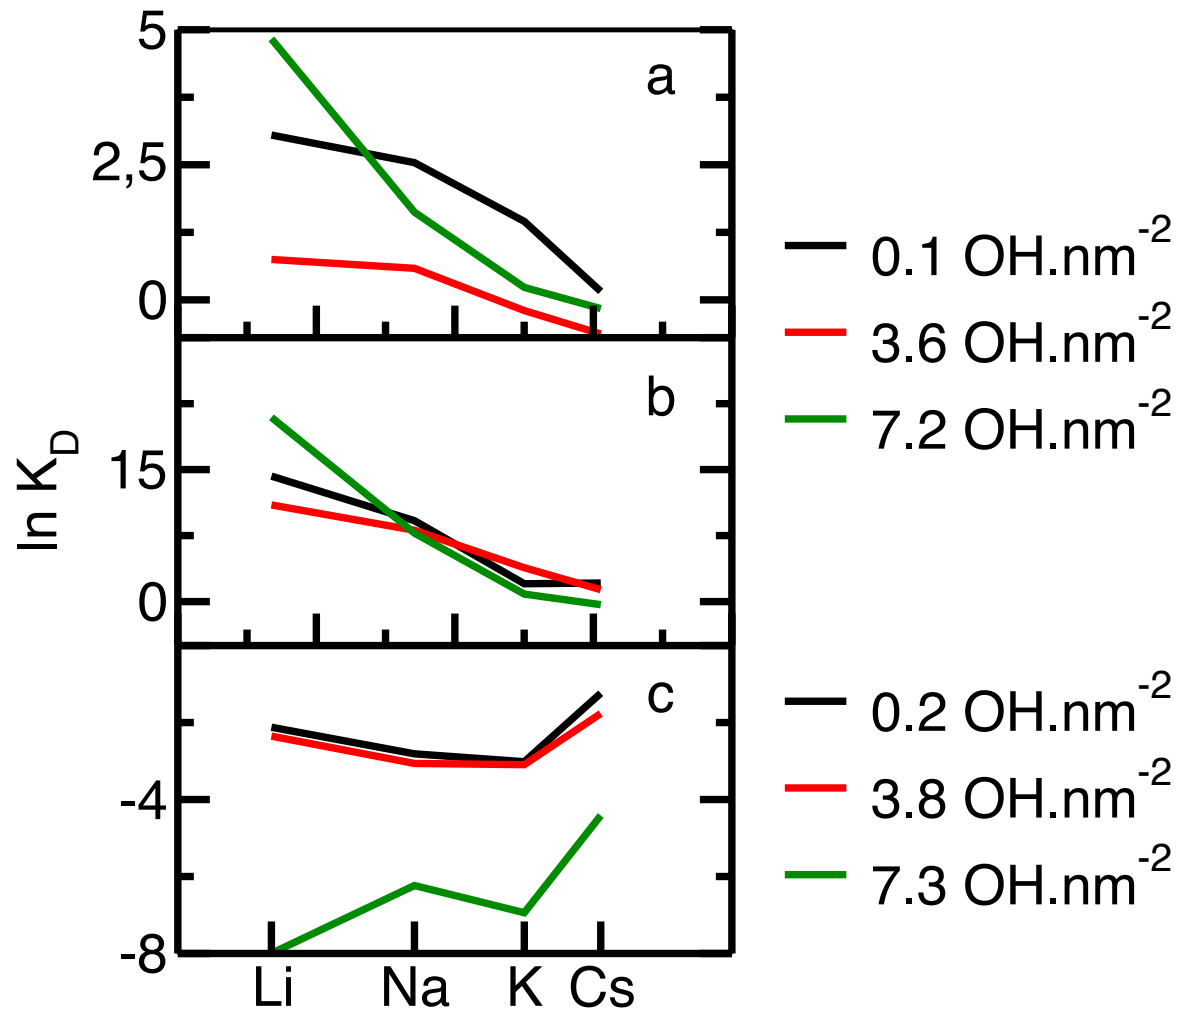 5
a
2,5
0
0.1 OH.nm-2
3.6 OH.nm-2
7.2 OH.nm-2
b
ln KD
15
0
c
-4
-8
0.2 OH.nm-2
3.8 OH.nm-2
7.3 OH.nm-2
Li Na K Cs